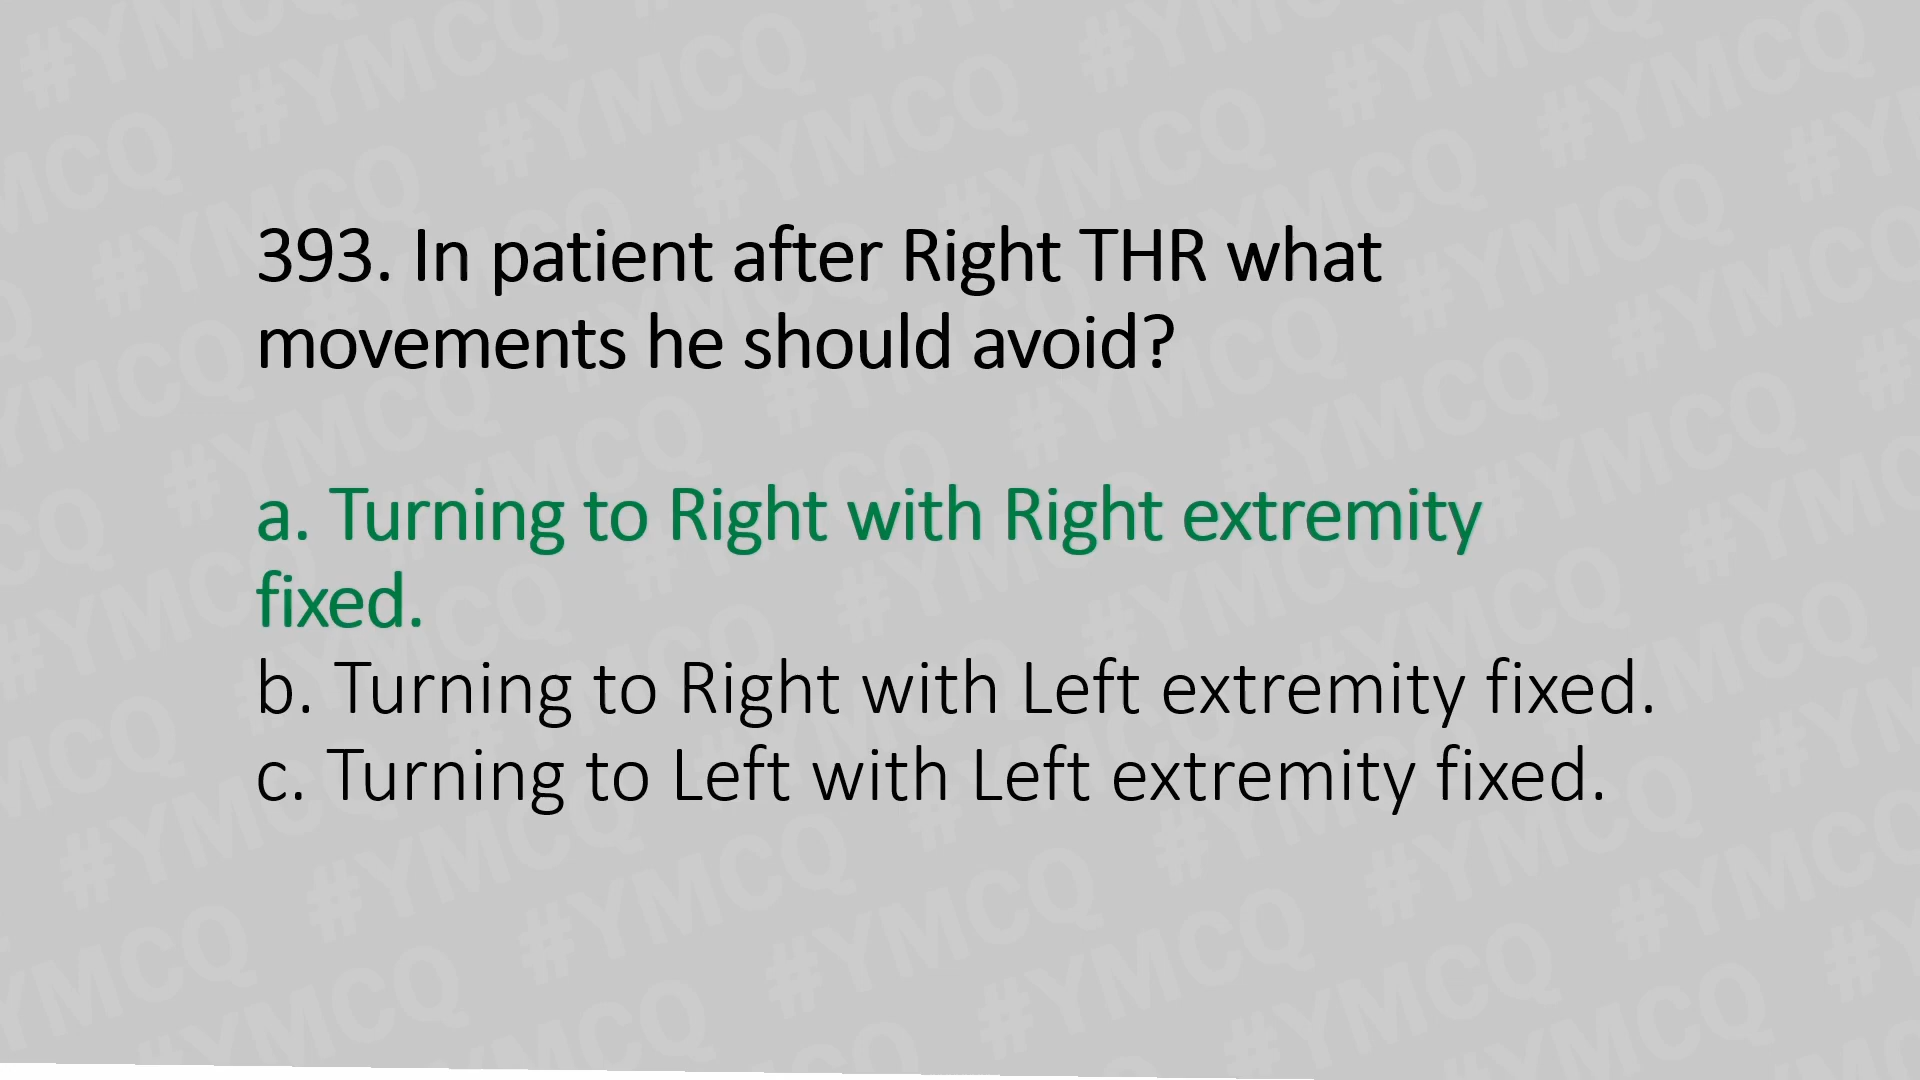 393. In patient after Right THR what
movements he should avoid?
a. Turning to Right with Right extremity
fixed.
b. Turning to Right with Left extremity fixed.
c. Turning to Left with Left extremity fixed.
#YMCQ